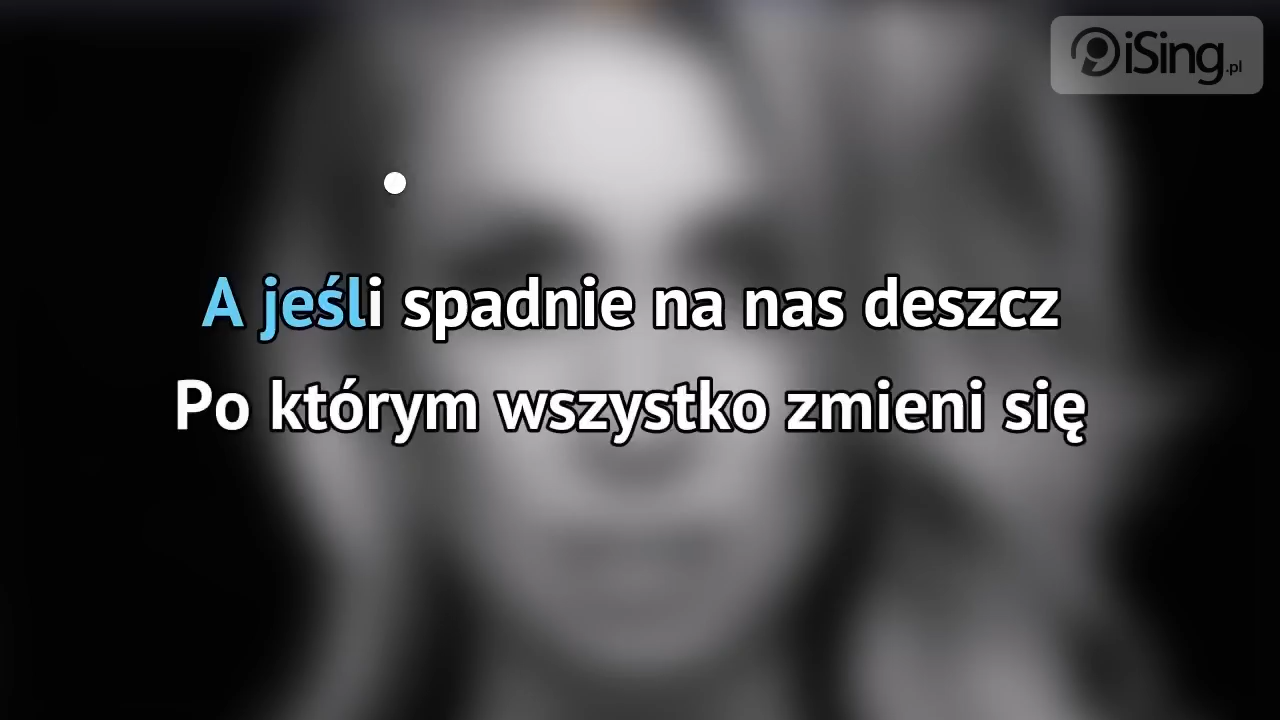 iSing.pl
A jeśli spadnie na nas deszcz
Po którym wszystko zmieni się